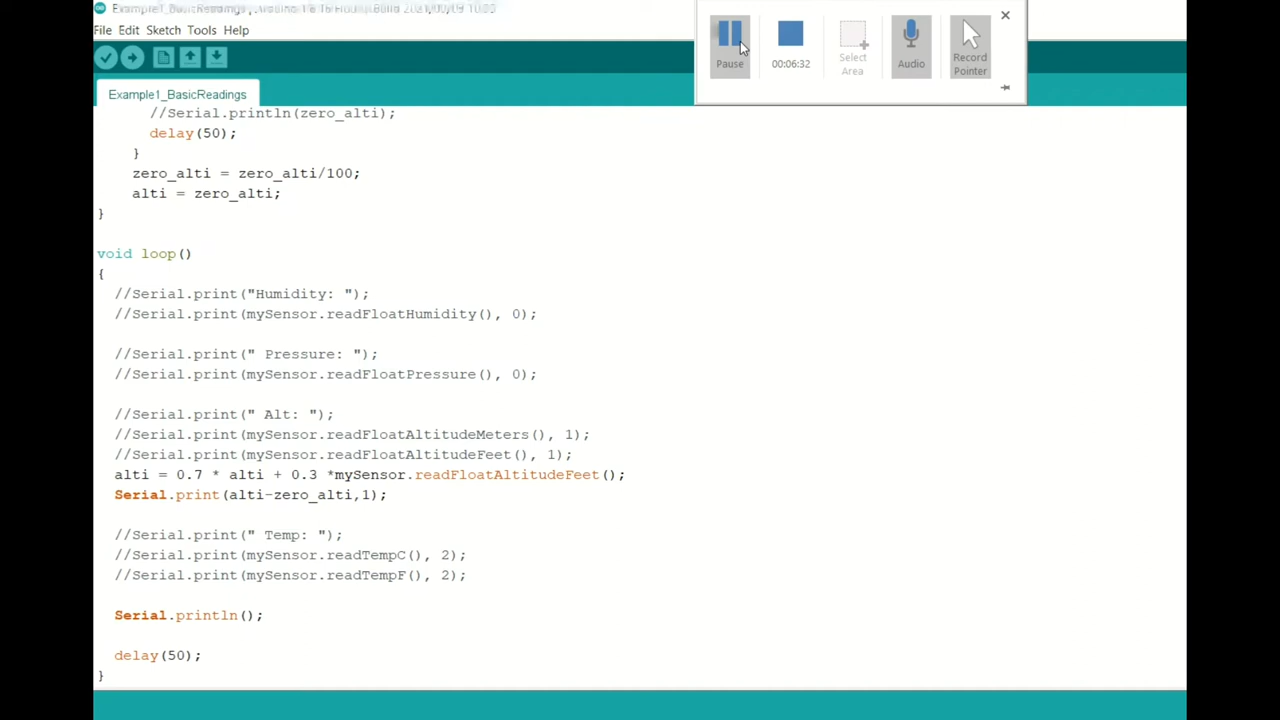 Example1_BasicReadings
File Edit Sketch Tools Help
Pause
00:06:32
Select
Area
Audio
Record
Pointer
Example1_BasicReadings
//Serial.println(zero_alti);
delay(50);
}
zero_alti = zero_alti/100;
alti = zero_alti;
}
void loop()
{
//Serial.print("Humidity: ");
//Serial.print(mySensor.readFloatHumidity(), 0);
//Serial.print(" Pressure: ");
//Serial.print(mySensor.readFloatPressure(), 0);
//Serial.print(" Alt: ");
//Serial.print(mySensor.readFloatAltitudeMeters(), 1);
//Serial.print(mySensor.readFloatAltitudeFeet(), 1);
alti = 0.7 * alti + 0.3 *mySensor.readFloatAltitudeFeet();
Serial.print(alti-zero_alti,1);
//Serial.print(" Temp: ");
//Serial.print(mySensor.readTempC(), 2);
//Serial.print(mySensor.readTempF(), 2);
Serial.println();
delay(50);
}